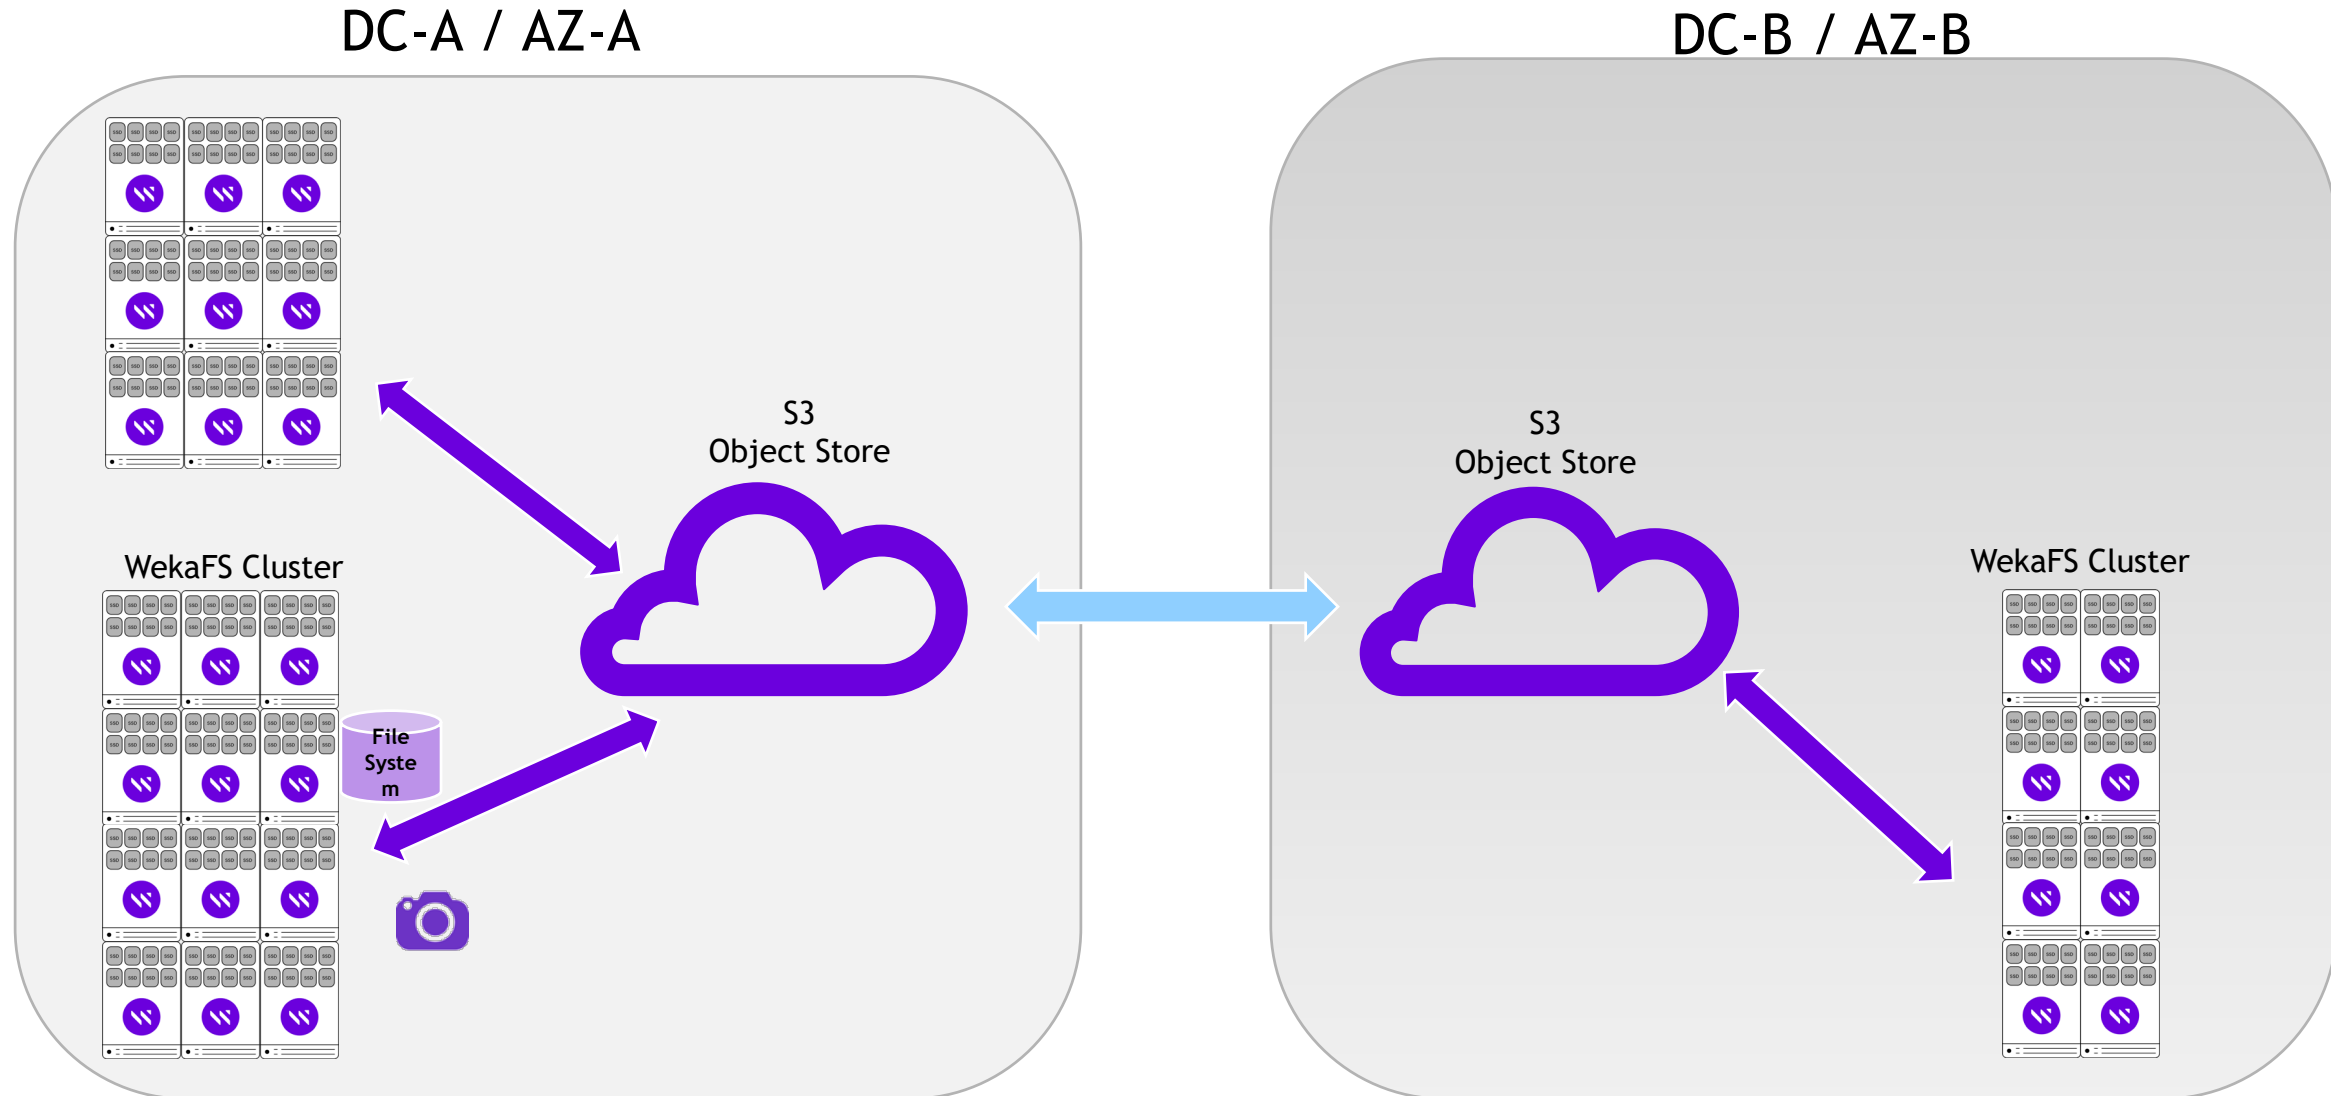 DC-A / AZ-A
DC-B / AZ-B
S3
Object Store
S3
Object Store
WekaFS Cluster
WekaFS Cluster
File
Syste
m